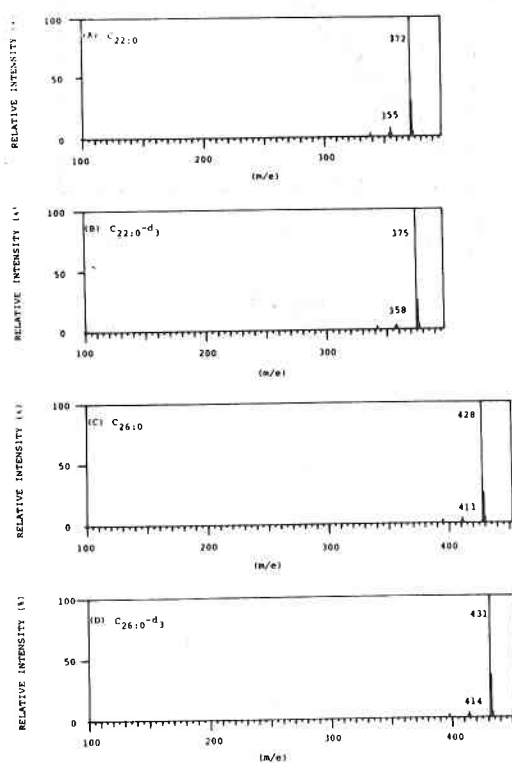 RELATIVE INTENSITY
(A) C22:0
100
50
0
372
355
100
200
300
(m/e)
RELATIVE INTENSITY (%)
(B) C22:0-d3
100
50
0
375
358
100
200
300
(m/e)
RELATIVE INTENSITY (%)
(C) C26:0
100
50
0
428
411
100
200
300
400
(m/e)
RELATIVE INTENSITY (%)
(D) C26:0-d3
100
50
0
431
414
100
200
300
400
(m/e)